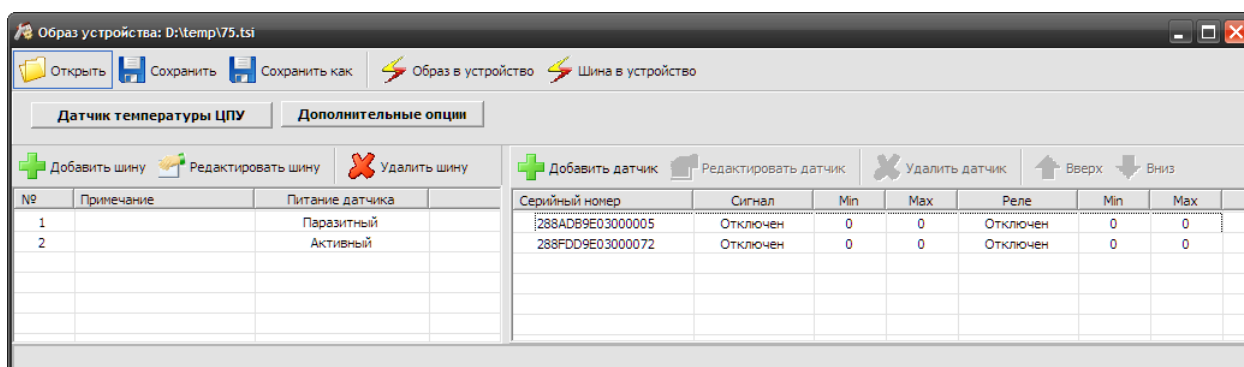 Образ устройства: D:\temp\75.tsi
Открыть Сохранить Сохранить как Образ в устройство Шина в устройство
Датчик температуры ЦПУ Дополнительные опции
Добавить шину Редактировать шину Удалить шину Добавить датчик Редактировать датчик Удалить датчик Вверх Вниз
№ Примечание Питание датчика Серийный номер Сигнал Min Max Реле Min Max
1 Паразитный 288ADB9E03000005 Отключен 0 0 Отключен 0 0
2 Активный 288FDD9E03000072 Отключен 0 0 Отключен 0 0